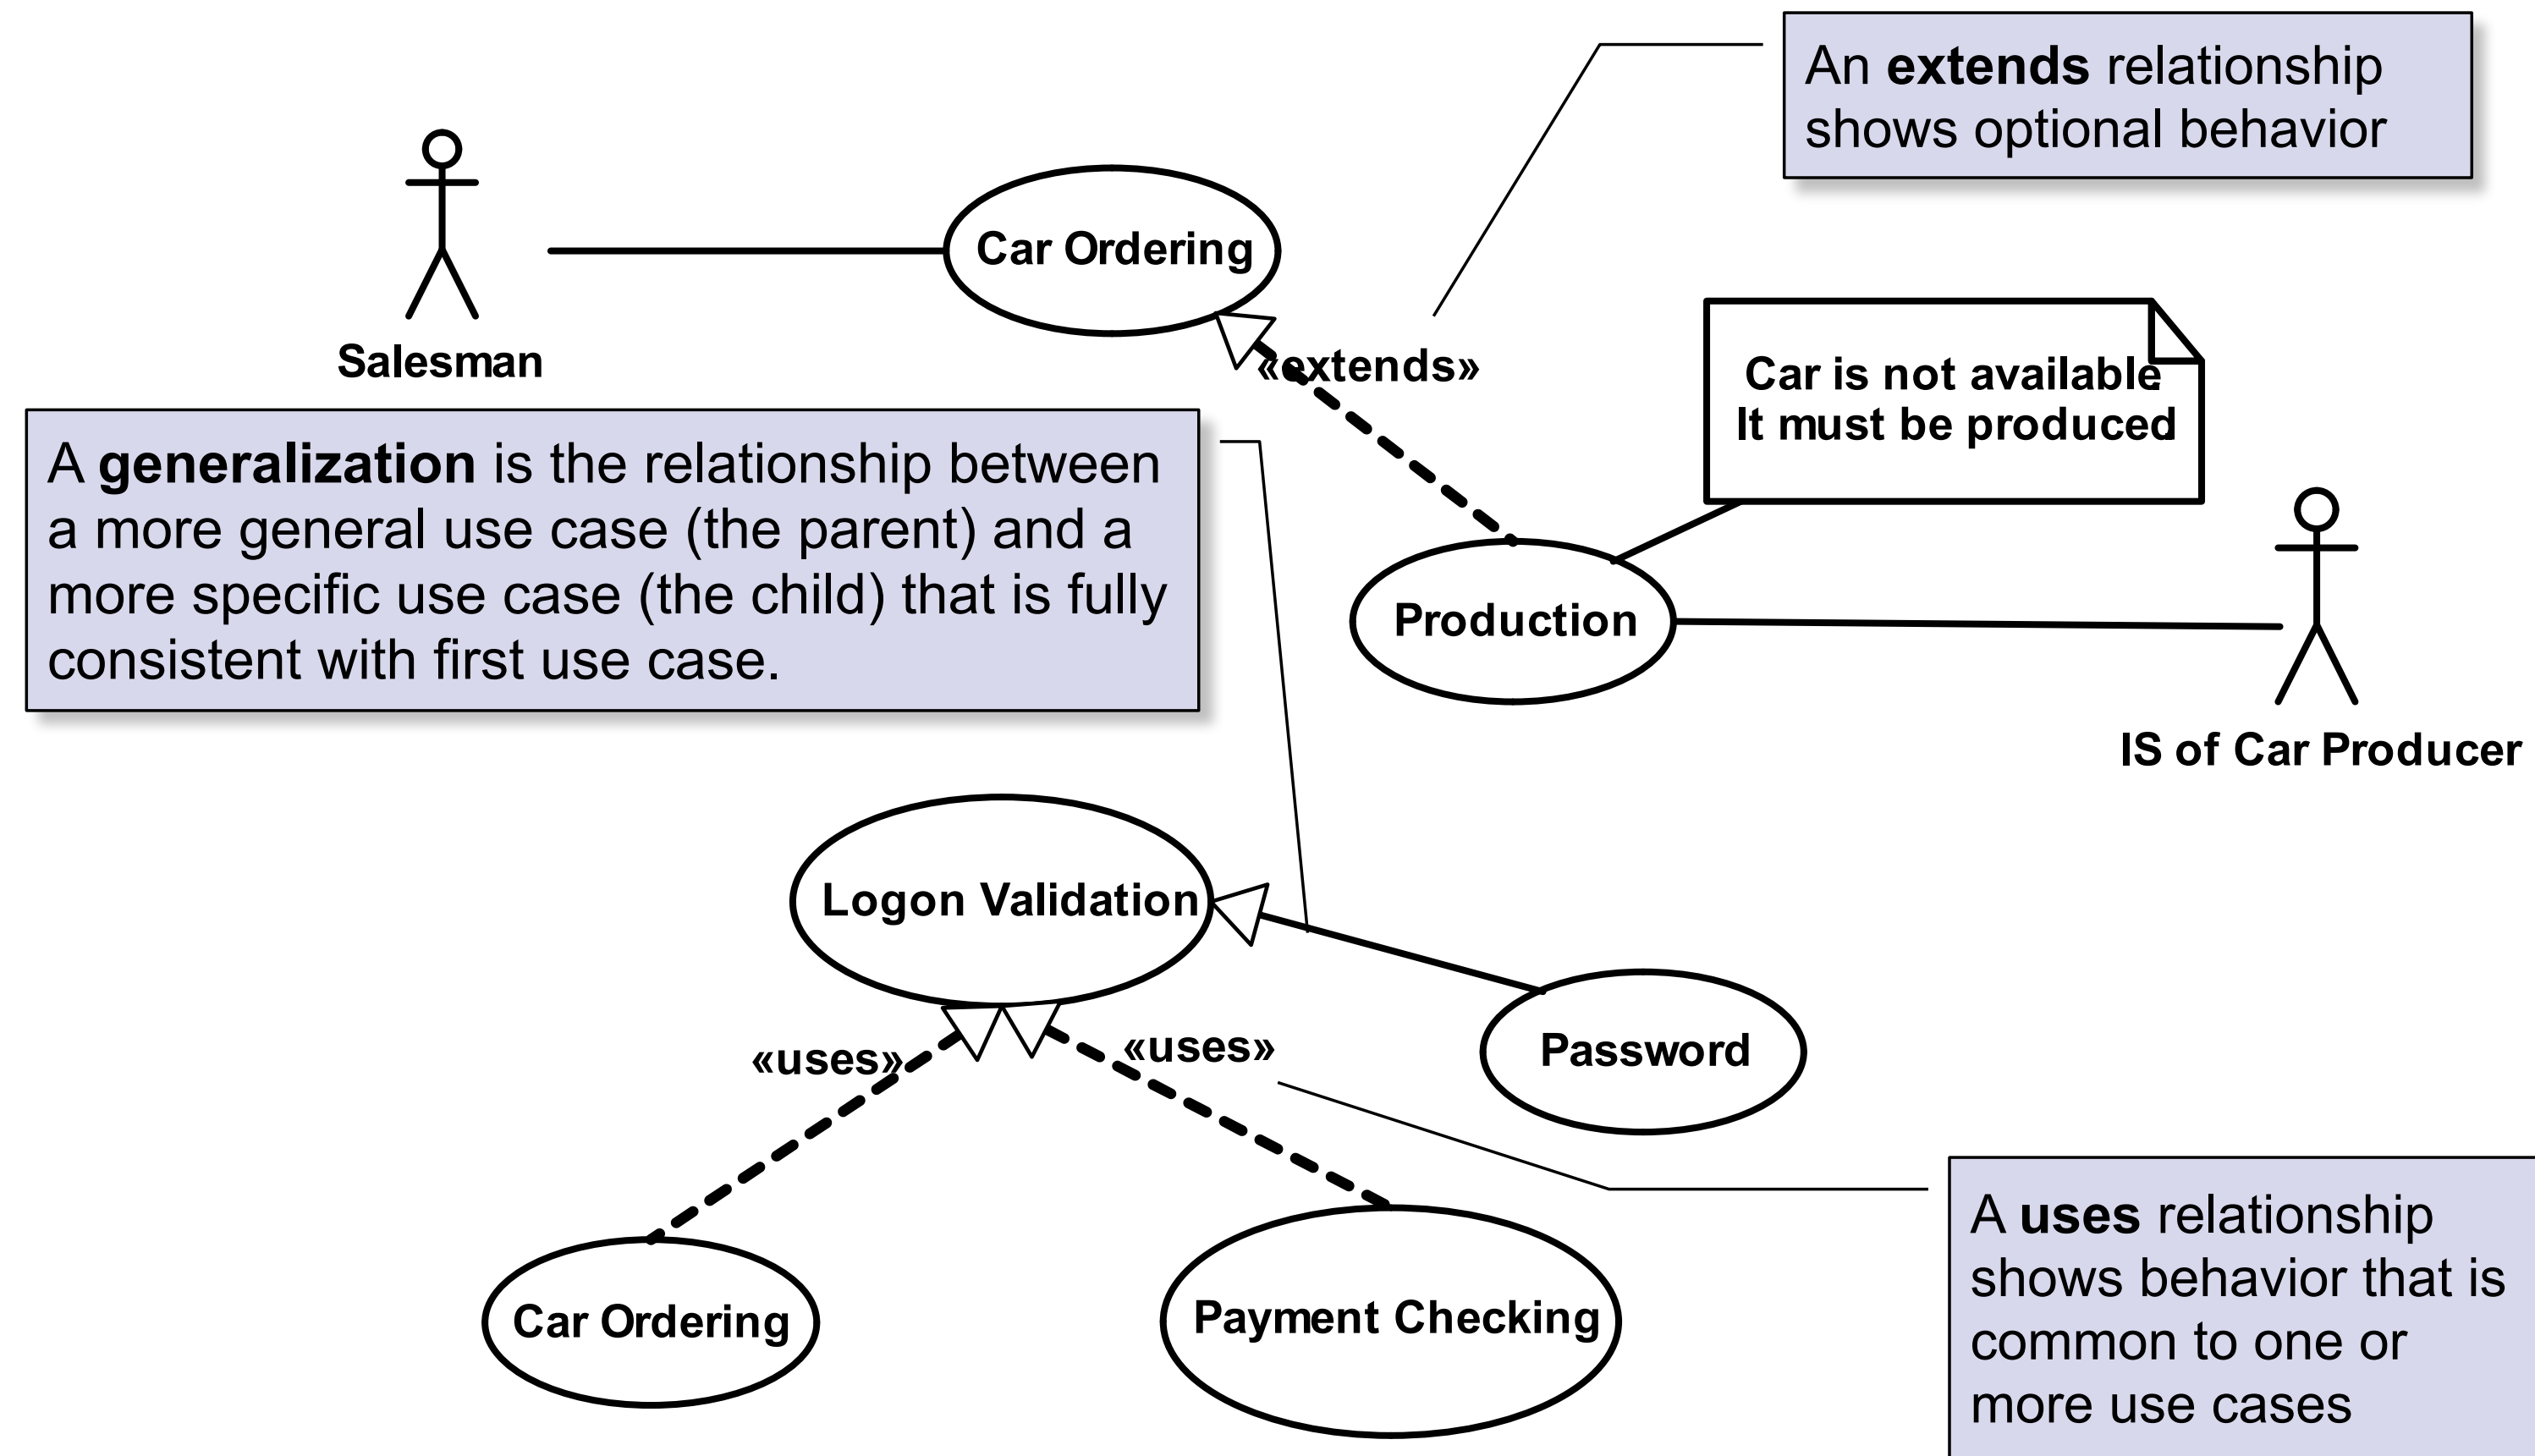 An extends relationship
shows optional behavior
Car Ordering
Salesman
«extends»
Car is not available
It must be produced
A generalization is the relationship between
a more general use case (the parent) and a
more specific use case (the child) that is fully
consistent with first use case.
Production
IS of Car Producer
Logon Validation
Password
«uses»
«uses»
Car Ordering
Payment Checking
A uses relationship
shows behavior that is
common to one or
more use cases